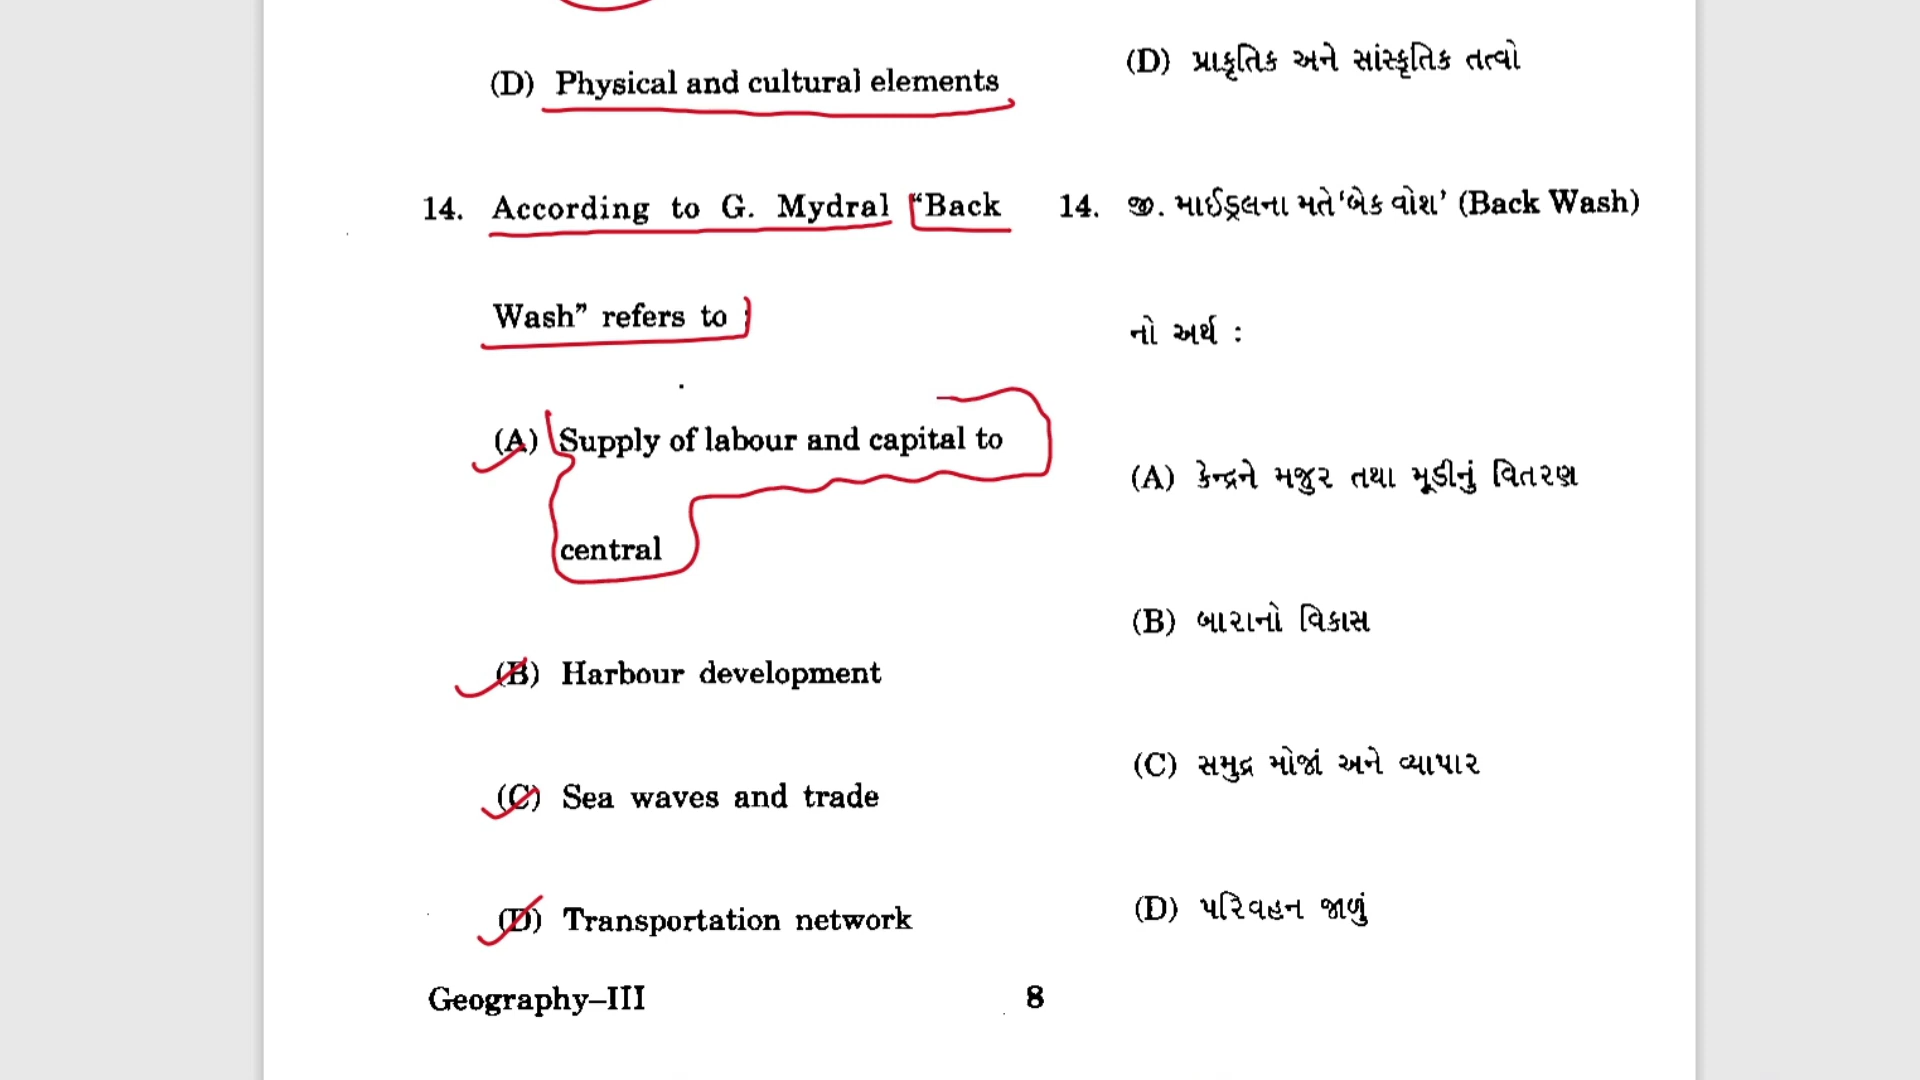 (D) Physical and cultural elements
14. According to G. Mydral “Back
Wash” refers to :
(A) Supply of labour and capital to
central
(B) Harbour development
(C) Sea waves and trade
(D) Transportation network
(D) પ્રાકૃતિક અને સાંસ્કૃતિક તત્વો
14. જી. માઈડ્રલના મતે ‘બેક વોશ’ (Back Wash)
નો અર્થ :
(A) કેન્દ્રને મજુર તથા મૂડીનું વિતરણ
(B) બારાનો વિકાસ
(C) સમુદ્ર મોજાં અને વ્યાપાર
(D) પરિવહન જાળું
Geography–III
8